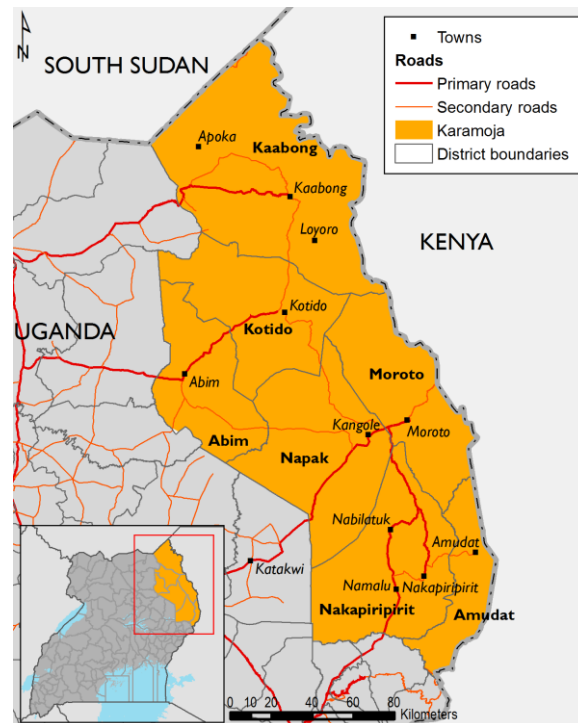 N
SOUTH SUDAN
Towns
Roads
Primary roads
Secondary roads
Karamoja
District boundaries
Apoka
Kaabong
Kaabong
Loyoro
KENYA
Kotido
Kotido
UGANDA
Abim
Moroto
Abim
Kangole
Moroto
Napak
Nabilatuk
Amudat
Katakwi
Namalu
Nakapiripirit
Nakapiripirit
Amudat
0 20 40 60 80
Kilometers